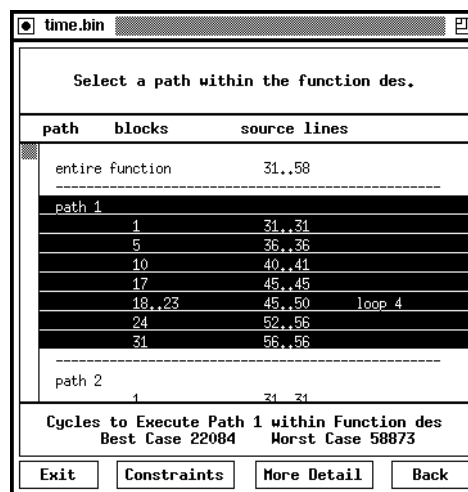 time.bin
Select a path within the function des.
path blocks source lines
entire function 31..58
path 1
1 31..31
5 36..36
10 40..41
17 45..45
18..23 45..50 loop 4
24 52..56
31 56..56
path 2
1 31 31
Cycles to Execute Path 1 within Function des
Best Case 22084 Worst Case 58873
Exit Constraints More Detail Back